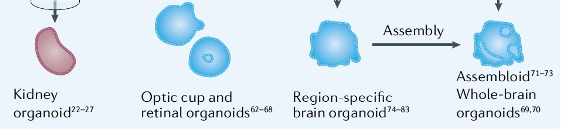 Assembly
Kidney
organoid22–27
Optic cup and
retinal organoids62–68
Region-specific
brain organoid74–83
Assembloid71–73
Whole-brain
organoids69,70